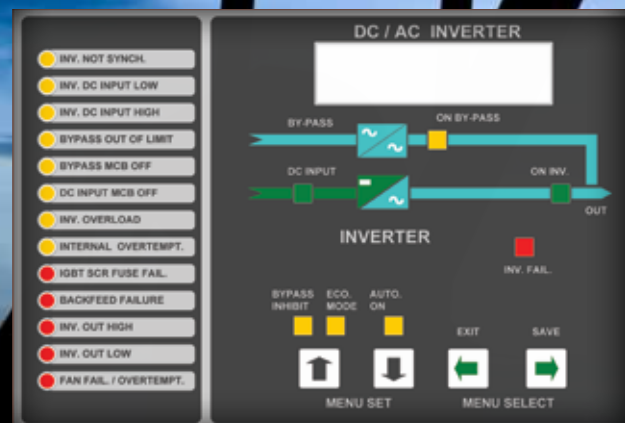 INV. NOT SYNCH.
INV. DC INPUT LOW
INV. DC INPUT HIGH
BYPASS OUT OF LIMIT
BYPASS MCB OFF
DC INPUT MCB OFF
INV. OVERLOAD
INTERNAL OVERTEMPT.
IGBT SCR FUSE FAIL.
BACKFEED FAILURE
INV. OUT HIGH
INV. OUT LOW
FAN FAIL. / OVERTEMPT.
DC / AC INVERTER
BY-PASS
ON BY-PASS
DC INPUT
ON INV.
OUT
INVERTER
INV. FAIL.
BYPASS INHIBIT
ECO. MODE
AUTO. ON
EXIT
SAVE
MENU SET
MENU SELECT